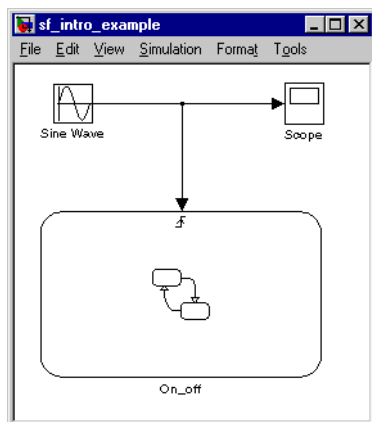 sf_intro_example
File Edit View Simulation Format Tools
Sine Wave
Scope
On_off